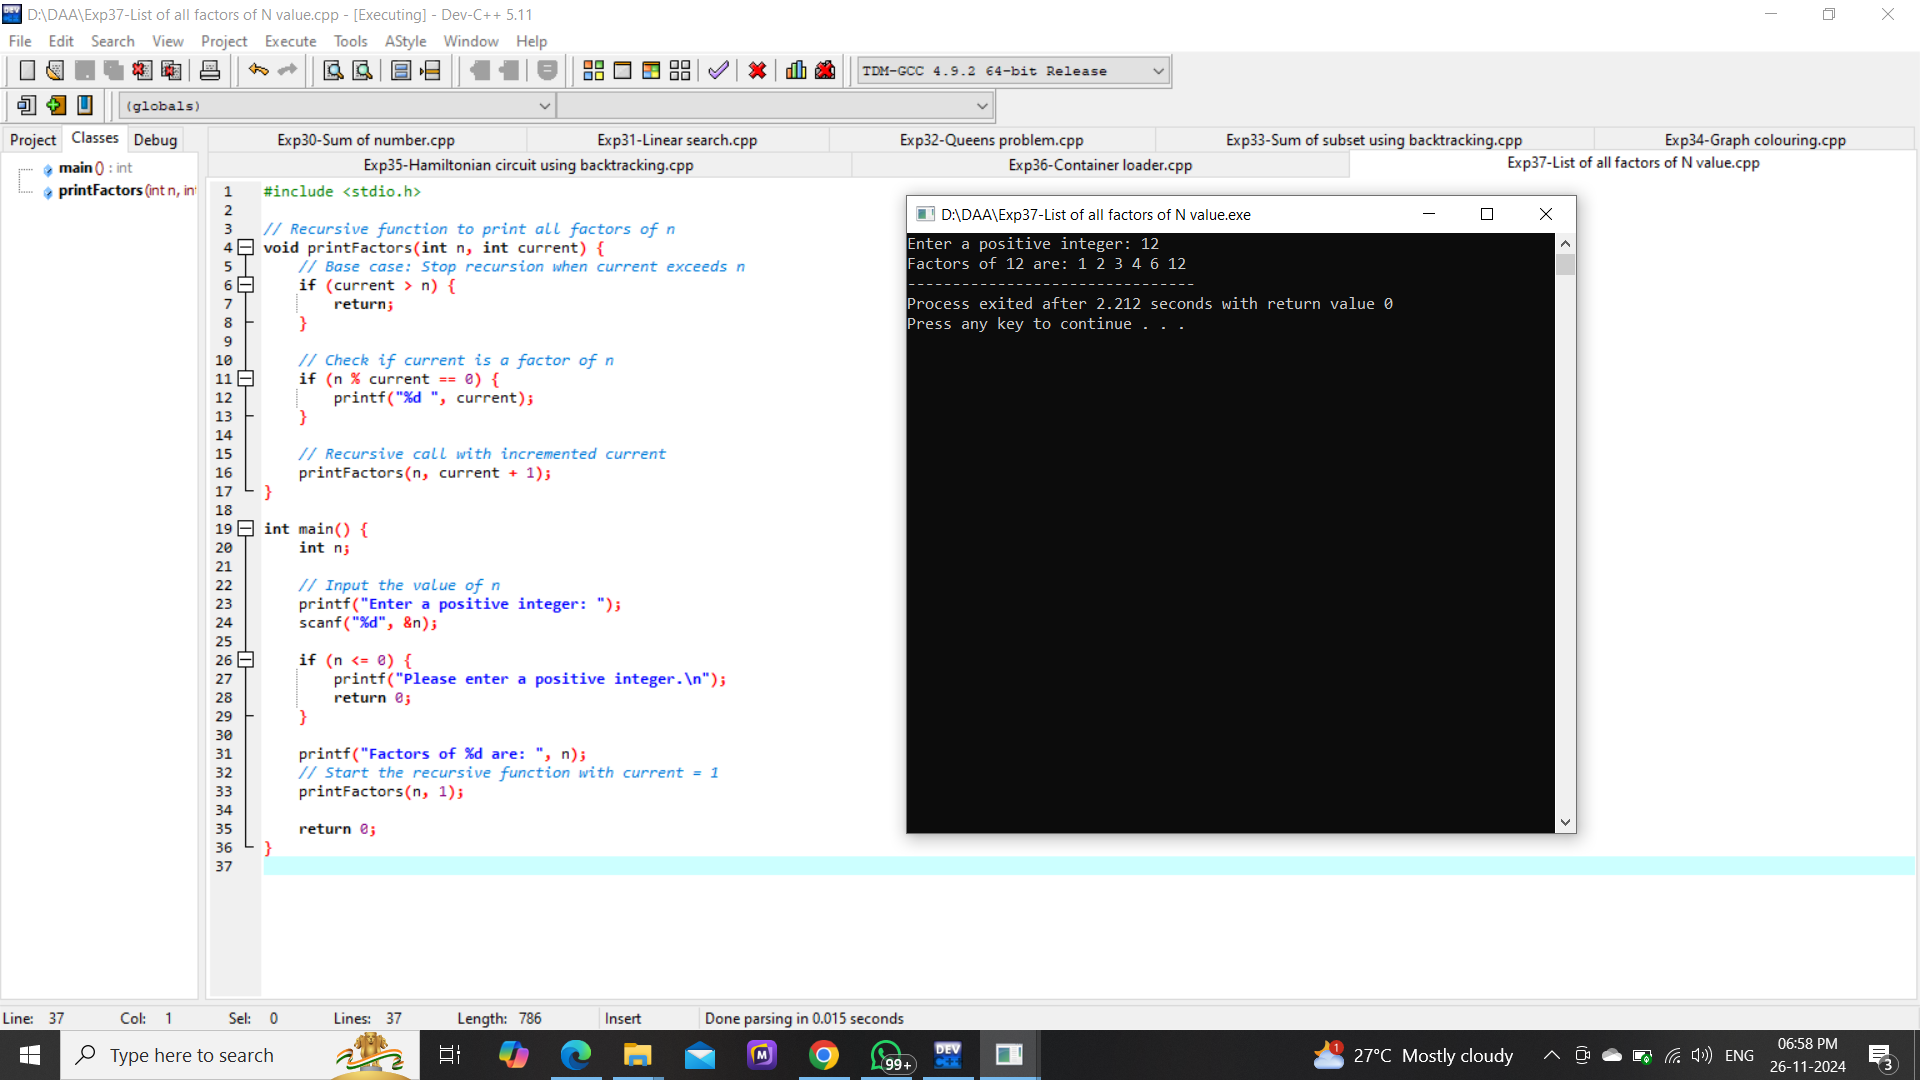 D:\DAA\Exp37-List of all factors of N value.cpp - [Executing] - Dev-C++ 5.11
File Edit Search View Project Execute Tools AStyle Window Help
TDM-GCC 4.9.2 64-bit Release
(globals)
Project Classes Debug
Exp30-Sum of number.cpp Exp31-Linear search.cpp Exp32-Queens problem.cpp Exp33-Sum of subset using backtracking.cpp Exp34-Graph colouring.cpp
Exp35-Hamiltonian circuit using backtracking.cpp Exp36-Container loader.cpp Exp37-List of all factors of N value.cpp
main () : int
printFactors (int n, in
1 #include <stdio.h>
2
3 // Recursive function to print all factors of n
4 void printFactors(int n, int current) {
5 // Base case: Stop recursion when current exceeds n
6 if (current > n) {
7 return;
8 }
9
10 // Check if current is a factor of n
11 if (n % current == 0) {
12 printf("%d ", current);
13 }
14
15 // Recursive call with incremented current
16 printFactors(n, current + 1);
17 }
18
19 int main() {
20 int n;
21
22 // Input the value of n
23 printf("Enter a positive integer: ");
24 scanf("%d", &n);
25
26 if (n <= 0) {
27 printf("Please enter a positive integer.\n");
28 return 0;
29 }
30
31 printf("Factors of %d are: ", n);
32 // Start the recursive function with current = 1
33 printFactors(n, 1);
34
35 return 0;
36 }
37
D:\DAA\Exp37-List of all factors of N value.exe
Enter a positive integer: 12
Factors of 12 are: 1 2 3 4 6 12
--------------------------------
Process exited after 2.212 seconds with return value 0
Press any key to continue . . .
Line: 37 Col: 1 Sel: 0 Lines: 37 Length: 786 Insert Done parsing in 0.015 seconds
Type here to search
99+
DEV
1
27°C Mostly cloudy
ENG
06:58 PM
26-11-2024
3